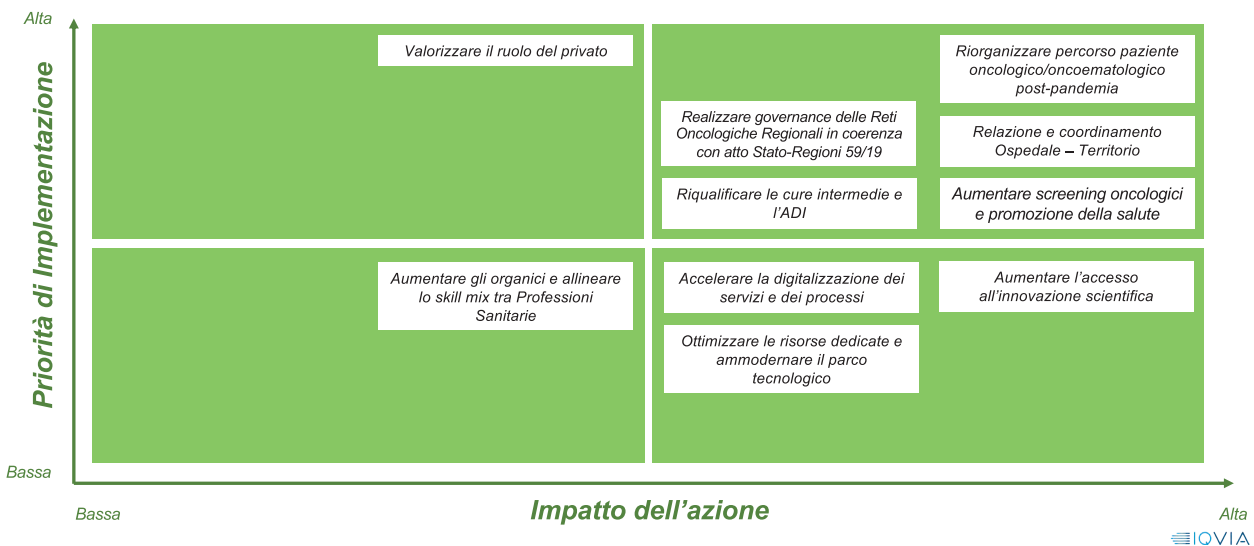 Alta
Priorità di Implementazione
Bassa
Valorizzare il ruolo del privato
Realizzare governance delle Reti
Oncologiche Regionali in coerenza
con atto Stato-Regioni 59/19
Riqualificare le cure intermedie e
l’ADI
Riorganizzare percorso paziente
oncologico/oncoematologico
post-pandemia
Relazione e coordinamento
Ospedale – Territorio
Aumentare screening oncologici
e promozione della salute
Aumentare gli organici e allineare
lo skill mix tra Professioni
Sanitarie
Accelerare la digitalizzazione dei
servizi e dei processi
Ottimizzare le risorse dedicate e
ammodernare il parco
tecnologico
Aumentare l’accesso
all’innovazione scientifica
Bassa
Impatto dell’azione
Alta
IQVIA